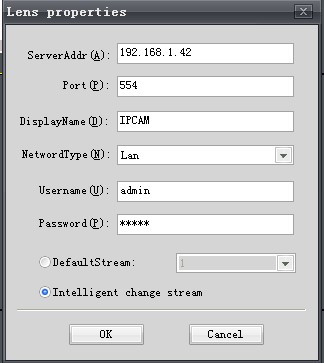 Lens properties
ServerAddr(A): 192.168.1.42
Port(P): 554
DisplayName(D): IPCAM
NetwordType(N): Lan
Username(U): admin
Password(P): *****
DefaultStream: 1
Intelligent change stream
OK Cancel